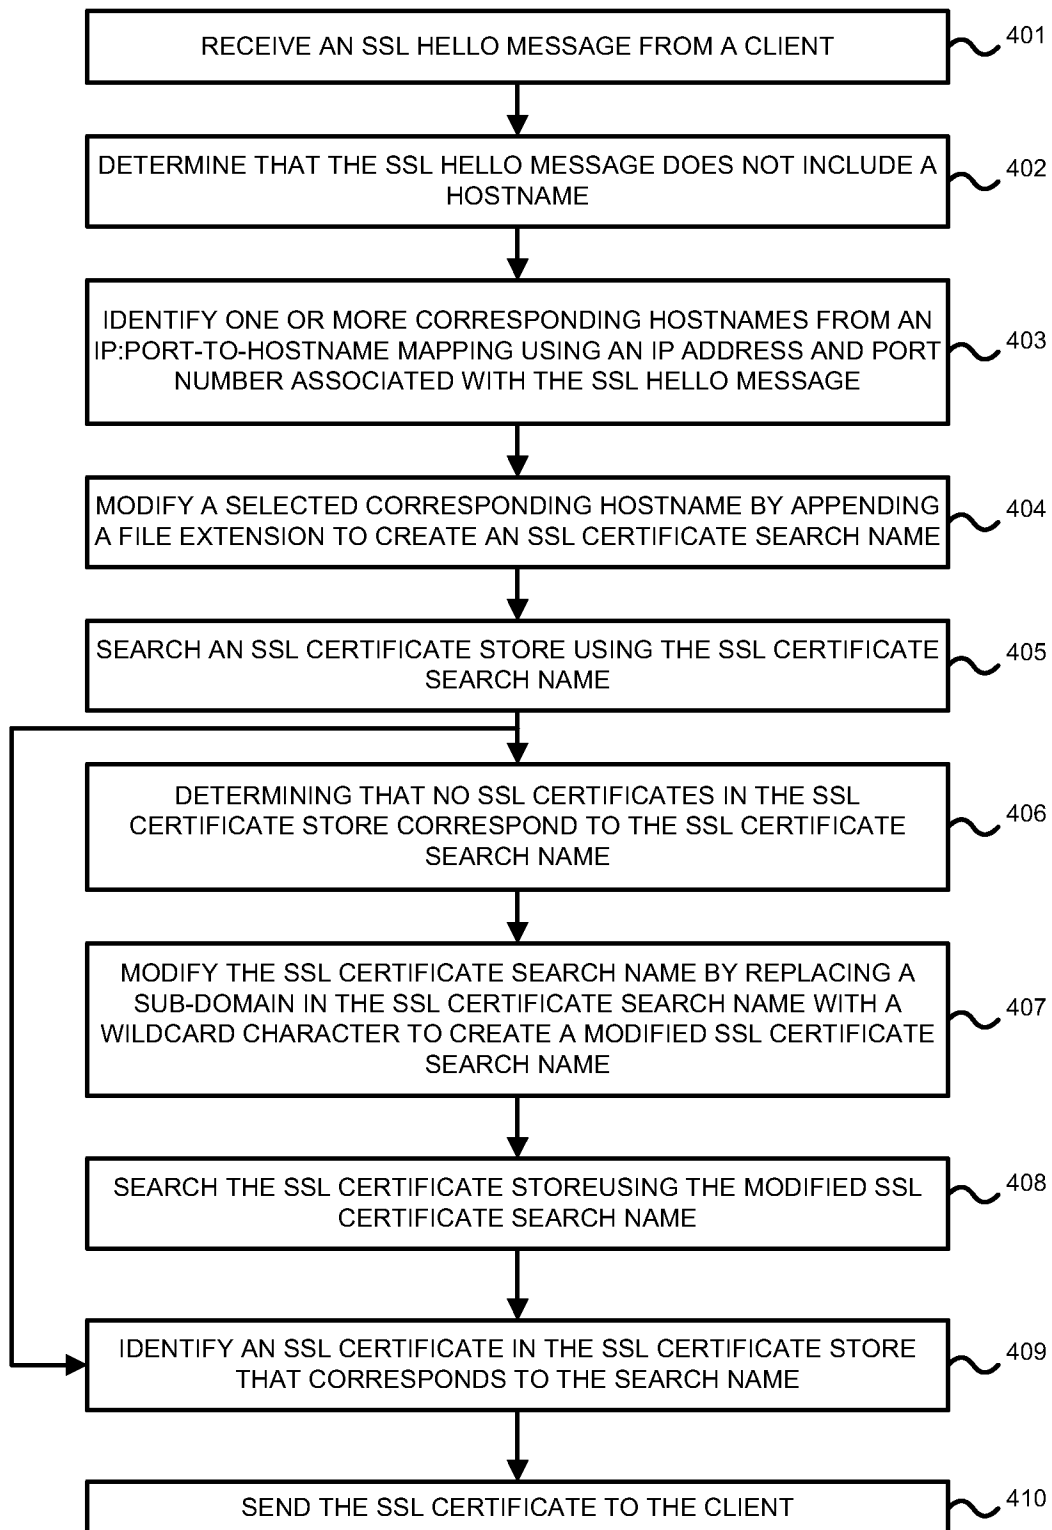 RECEIVE AN SSL HELLO MESSAGE FROM A CLIENT
401
DETERMINE THAT THE SSL HELLO MESSAGE DOES NOT INCLUDE A
HOSTNAME
402
IDENTIFY ONE OR MORE CORRESPONDING HOSTNAMES FROM AN
IP:PORT-TO-HOSTNAME MAPPING USING AN IP ADDRESS AND PORT
NUMBER ASSOCIATED WITH THE SSL HELLO MESSAGE
403
MODIFY A SELECTED CORRESPONDING HOSTNAME BY APPENDING
A FILE EXTENSION TO CREATE AN SSL CERTIFICATE SEARCH NAME
404
SEARCH AN SSL CERTIFICATE STORE USING THE SSL CERTIFICATE
SEARCH NAME
405
DETERMINING THAT NO SSL CERTIFICATES IN THE SSL
CERTIFICATE STORE CORRESPOND TO THE SSL CERTIFICATE
SEARCH NAME
406
MODIFY THE SSL CERTIFICATE SEARCH NAME BY REPLACING A
SUB-DOMAIN IN THE SSL CERTIFICATE SEARCH NAME WITH A
WILDCARD CHARACTER TO CREATE A MODIFIED SSL CERTIFICATE
SEARCH NAME
407
SEARCH THE SSL CERTIFICATE STOREUSING THE MODIFIED SSL
CERTIFICATE SEARCH NAME
408
IDENTIFY AN SSL CERTIFICATE IN THE SSL CERTIFICATE STORE
THAT CORRESPONDS TO THE SEARCH NAME
409
SEND THE SSL CERTIFICATE TO THE CLIENT
410